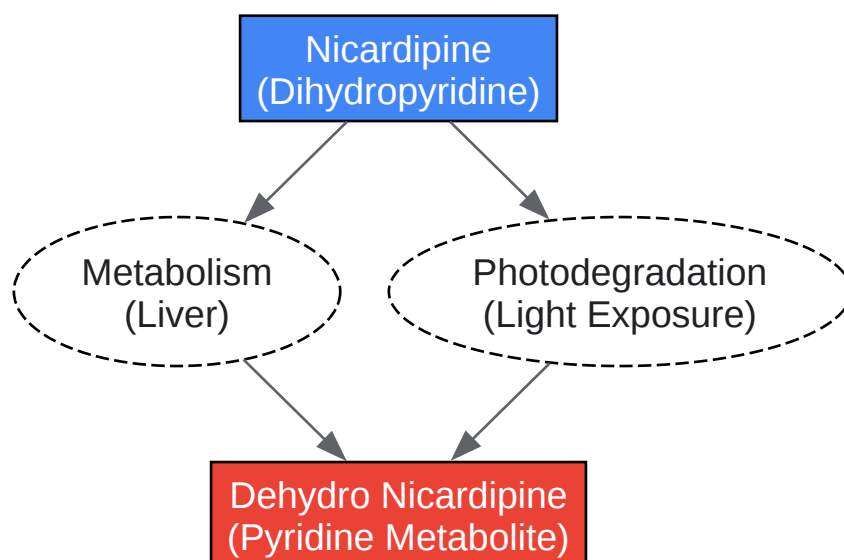 Nicardipine
(Dihydropyridine)
Metabolism
(Liver)
Photodegradation
(Light Exposure)
Dehydro Nicardipine
(Pyridine Metabolite)